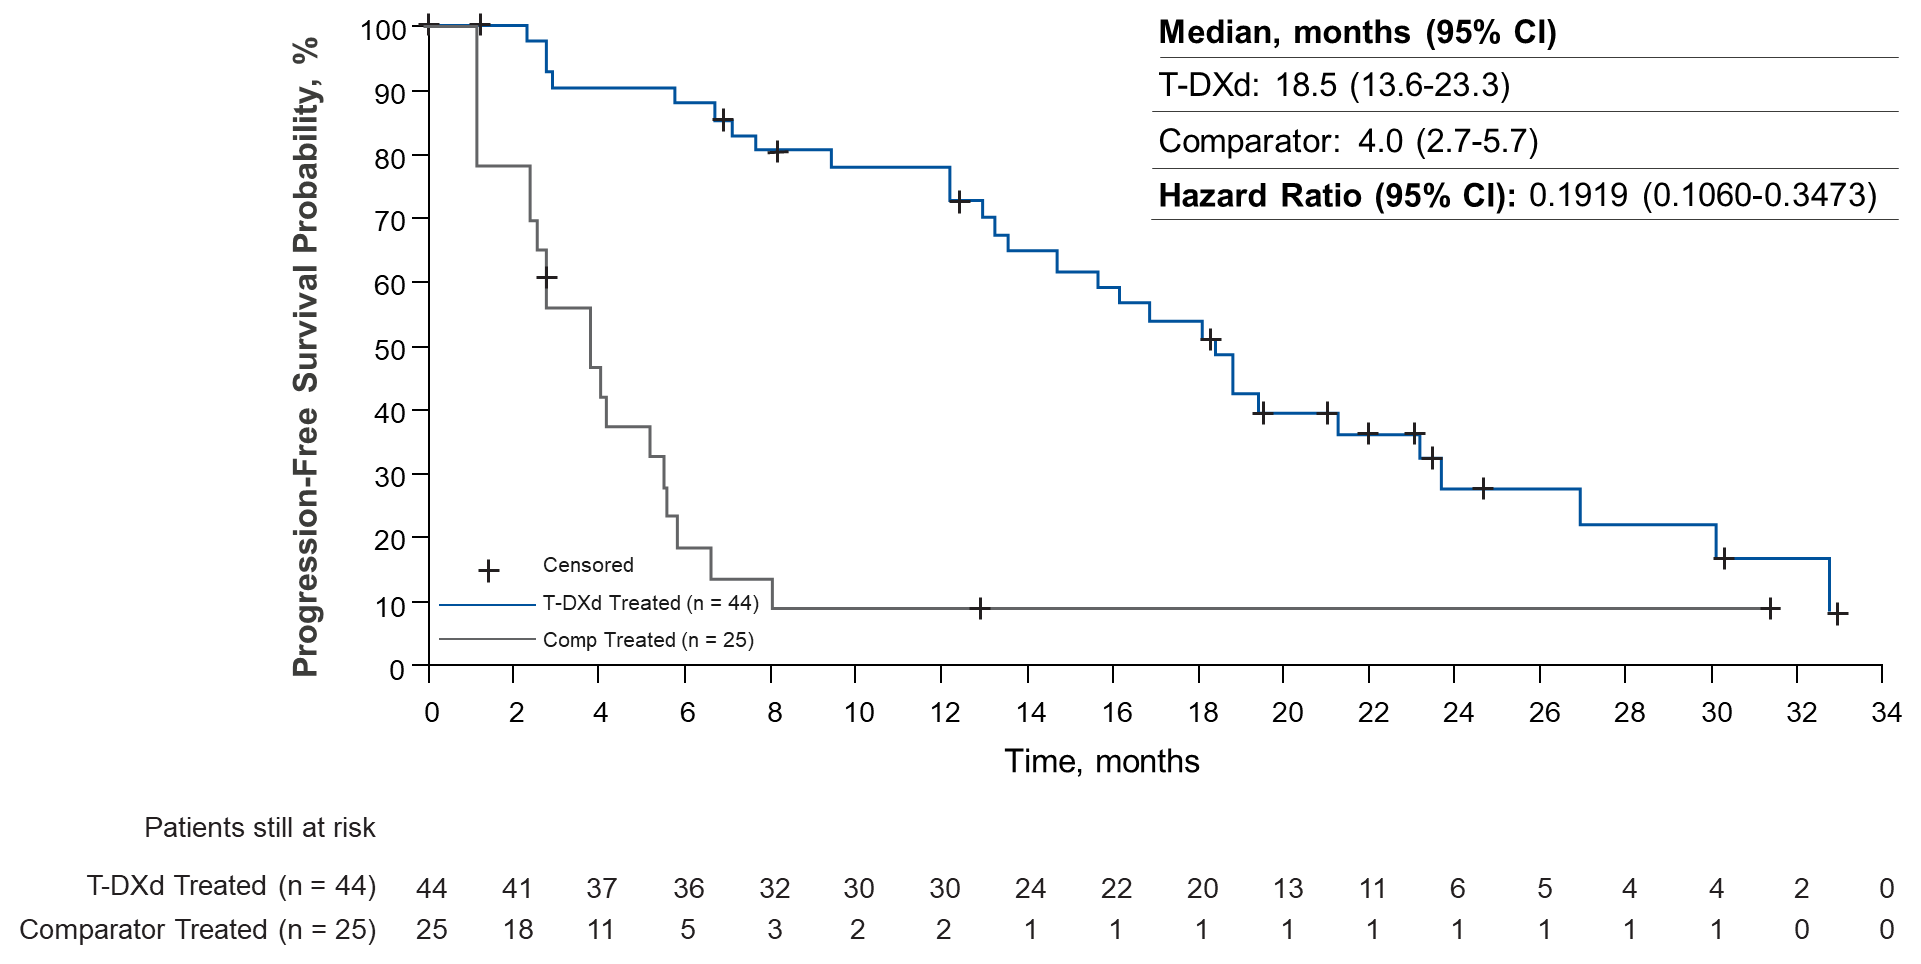 Median, months (95% CI)
T-DXd: 18.5 (13.6-23.3)
Comparator: 4.0 (2.7-5.7)
Hazard Ratio (95% CI): 0.1919 (0.1060-0.3473)
Progression-Free Survival Probability, %
100
90
80
70
60
50
40
30
20
10
0
Censored
T-DXd Treated (n = 44)
Comp Treated (n = 25)
0 2 4 6 8 10 12 14 16 18 20 22 24 26 28 30 32 34
Time, months
Patients still at risk
T-DXd Treated (n = 44) 44 41 37 36 32 30 30 24 22 20 13 11 6 5 4 4 2 0
Comparator Treated (n = 25) 25 18 11 5 3 2 2 1 1 1 1 1 1 1 1 1 0 0